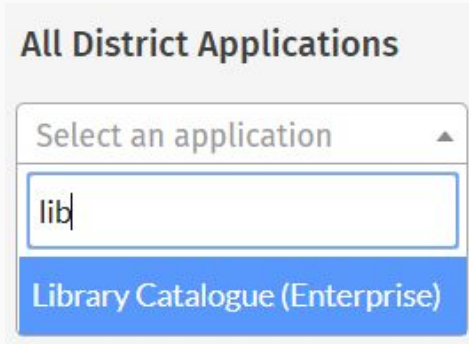 All District Applications
Select an application
lib
Library Catalogue (Enterprise)